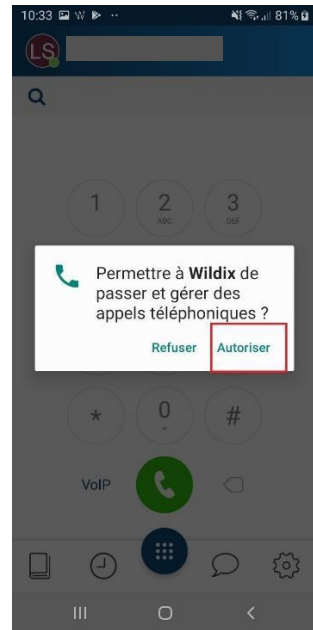 10:33 W 81%
LS
1 2 3
ABC DEF
Permettre à Wildix de
passer et gérer des
appels téléphoniques ?
Refuser Autoriser
* 0 #
+
VoIP